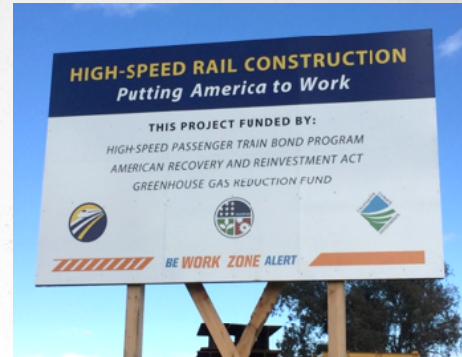 HIGH-SPEED RAIL CONSTRUCTION
Putting America to Work
THIS PROJECT FUNDED BY:
HIGH-SPEED PASSENGER TRAIN BOND PROGRAM
AMERICAN RECOVERY AND REINVESTMENT ACT
GREENHOUSE GAS REDUCTION FUND
BE WORK ZONE ALERT